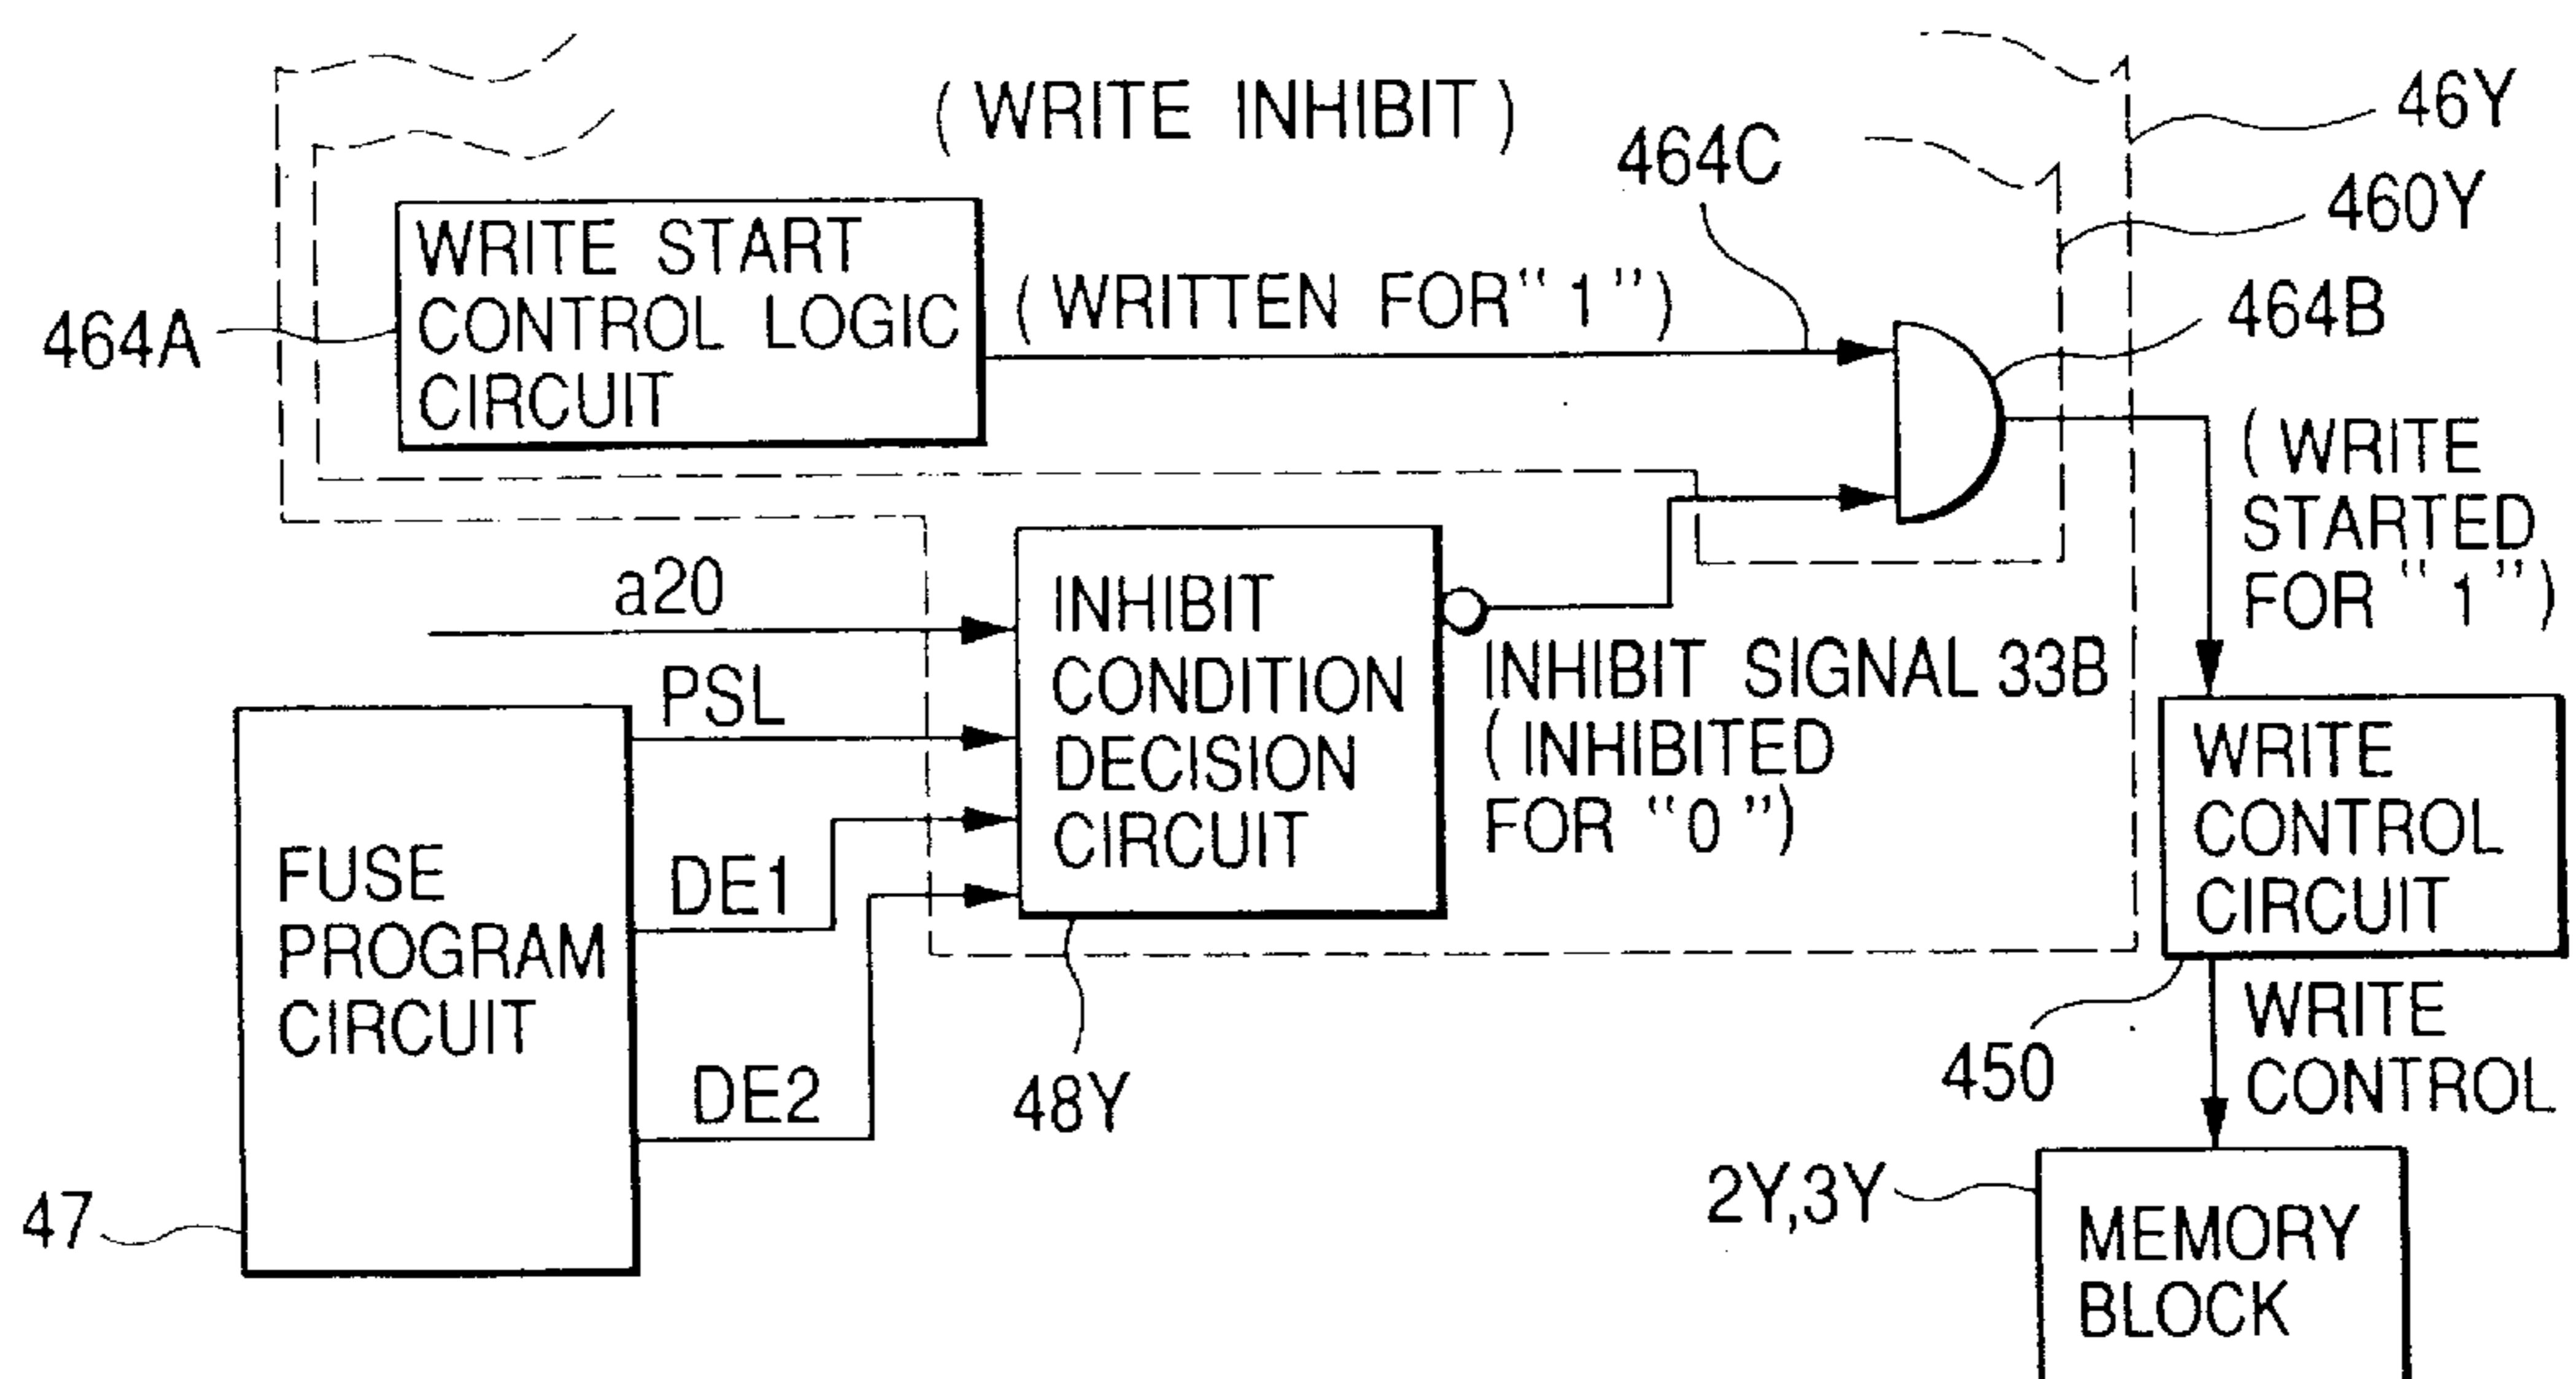 ( WRITE INHIBIT )
46Y
464C
460Y
WRITE START
CONTROL LOGIC
CIRCUIT
( WRITTEN FOR "1" )
464A
464B
( WRITE
STARTED
FOR "1" )
a20
INHIBIT
CONDITION
DECISION
CIRCUIT
INHIBIT SIGNAL 33B
( INHIBITED
FOR "0" )
PSL
DE1
DE2
FUSE
PROGRAM
CIRCUIT
WRITE
CONTROL
CIRCUIT
48Y
450
WRITE
CONTROL
47
2Y,3Y
MEMORY
BLOCK